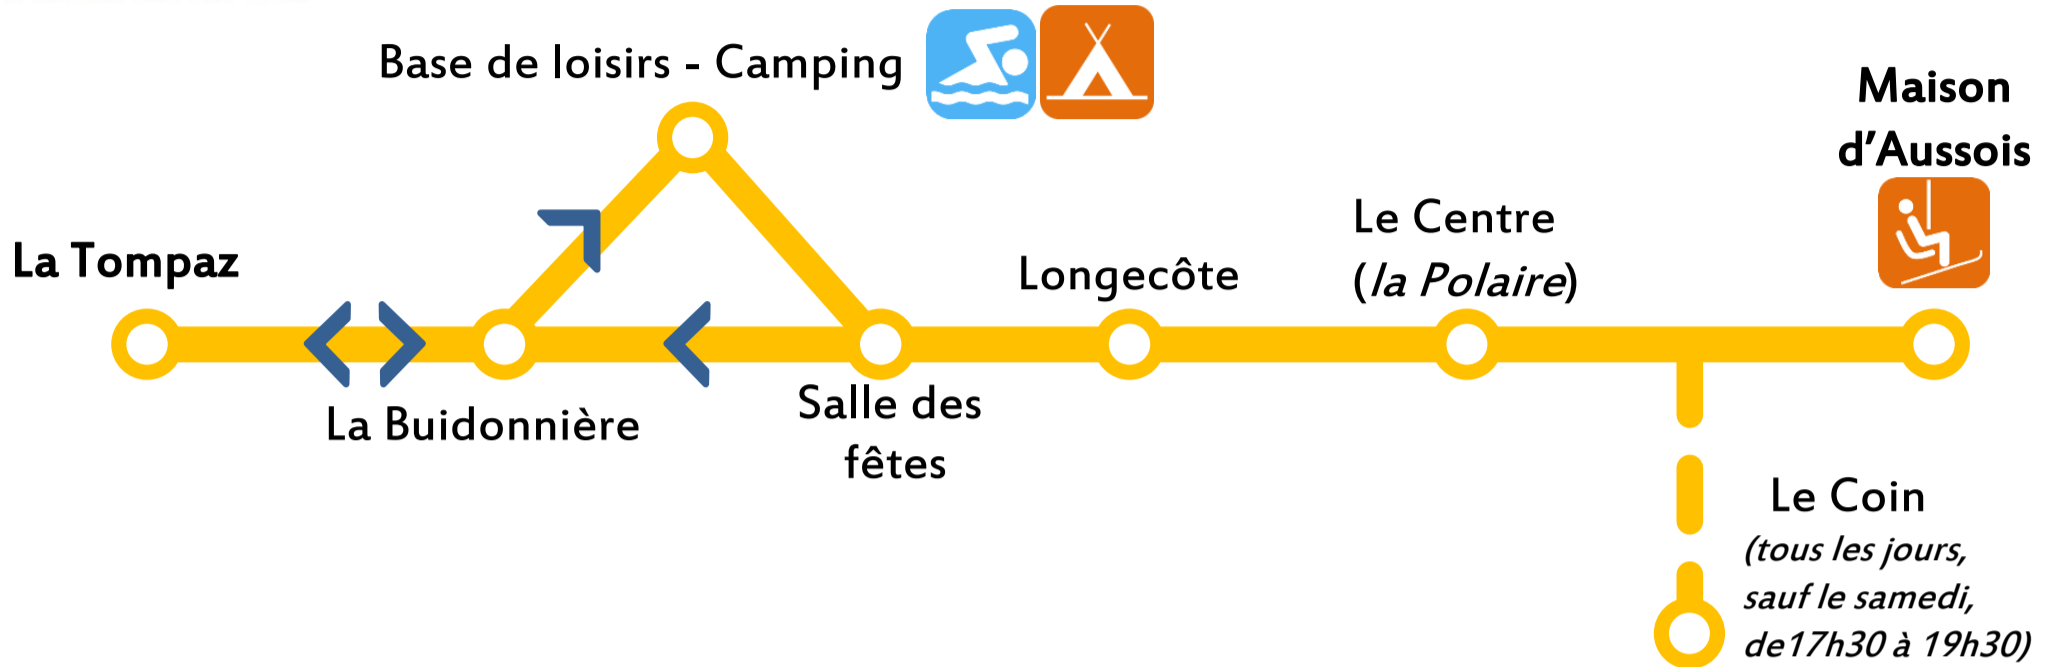 Base de loisirs - Camping
Maison
d'Aussois
La Tompaz
Le Centre
(la Polaire)
Longecôte
La Buidonnière
Salle des
fêtes
Le Coin
(tous les jours,
sauf le samedi,
de17h30 à 19h30)